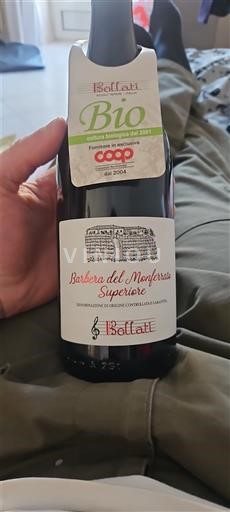 Bollati
Bio
coltura biologica dal 2001
Fornitore in esclusiva
coop
dal 2004
Barbera del Monferrato
Superiore
DENOMINAZIONE DI ORIGINE CONTROLLATA E GARANTITA
Bollati